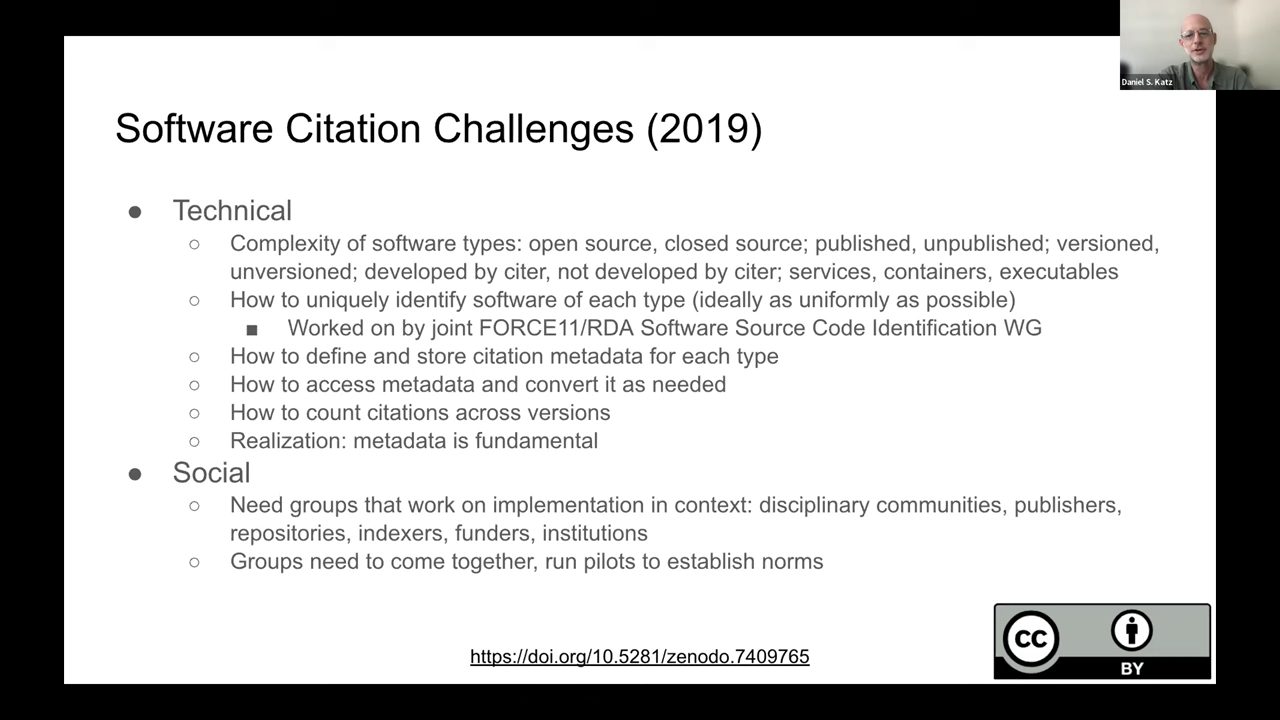 Daniel S. Katz
Software Citation Challenges (2019)
● Technical
○ Complexity of software types: open source, closed source; published, unpublished; versioned,
unversioned; developed by citer, not developed by citer; services, containers, executables
○ How to uniquely identify software of each type (ideally as uniformly as possible)
■ Worked on by joint FORCE11/RDA Software Source Code Identification WG
○ How to define and store citation metadata for each type
○ How to access metadata and convert it as needed
○ How to count citations across versions
○ Realization: metadata is fundamental
● Social
○ Need groups that work on implementation in context: disciplinary communities, publishers,
repositories, indexers, funders, institutions
○ Groups need to come together, run pilots to establish norms
https://doi.org/10.5281/zenodo.7409765
CC
BY